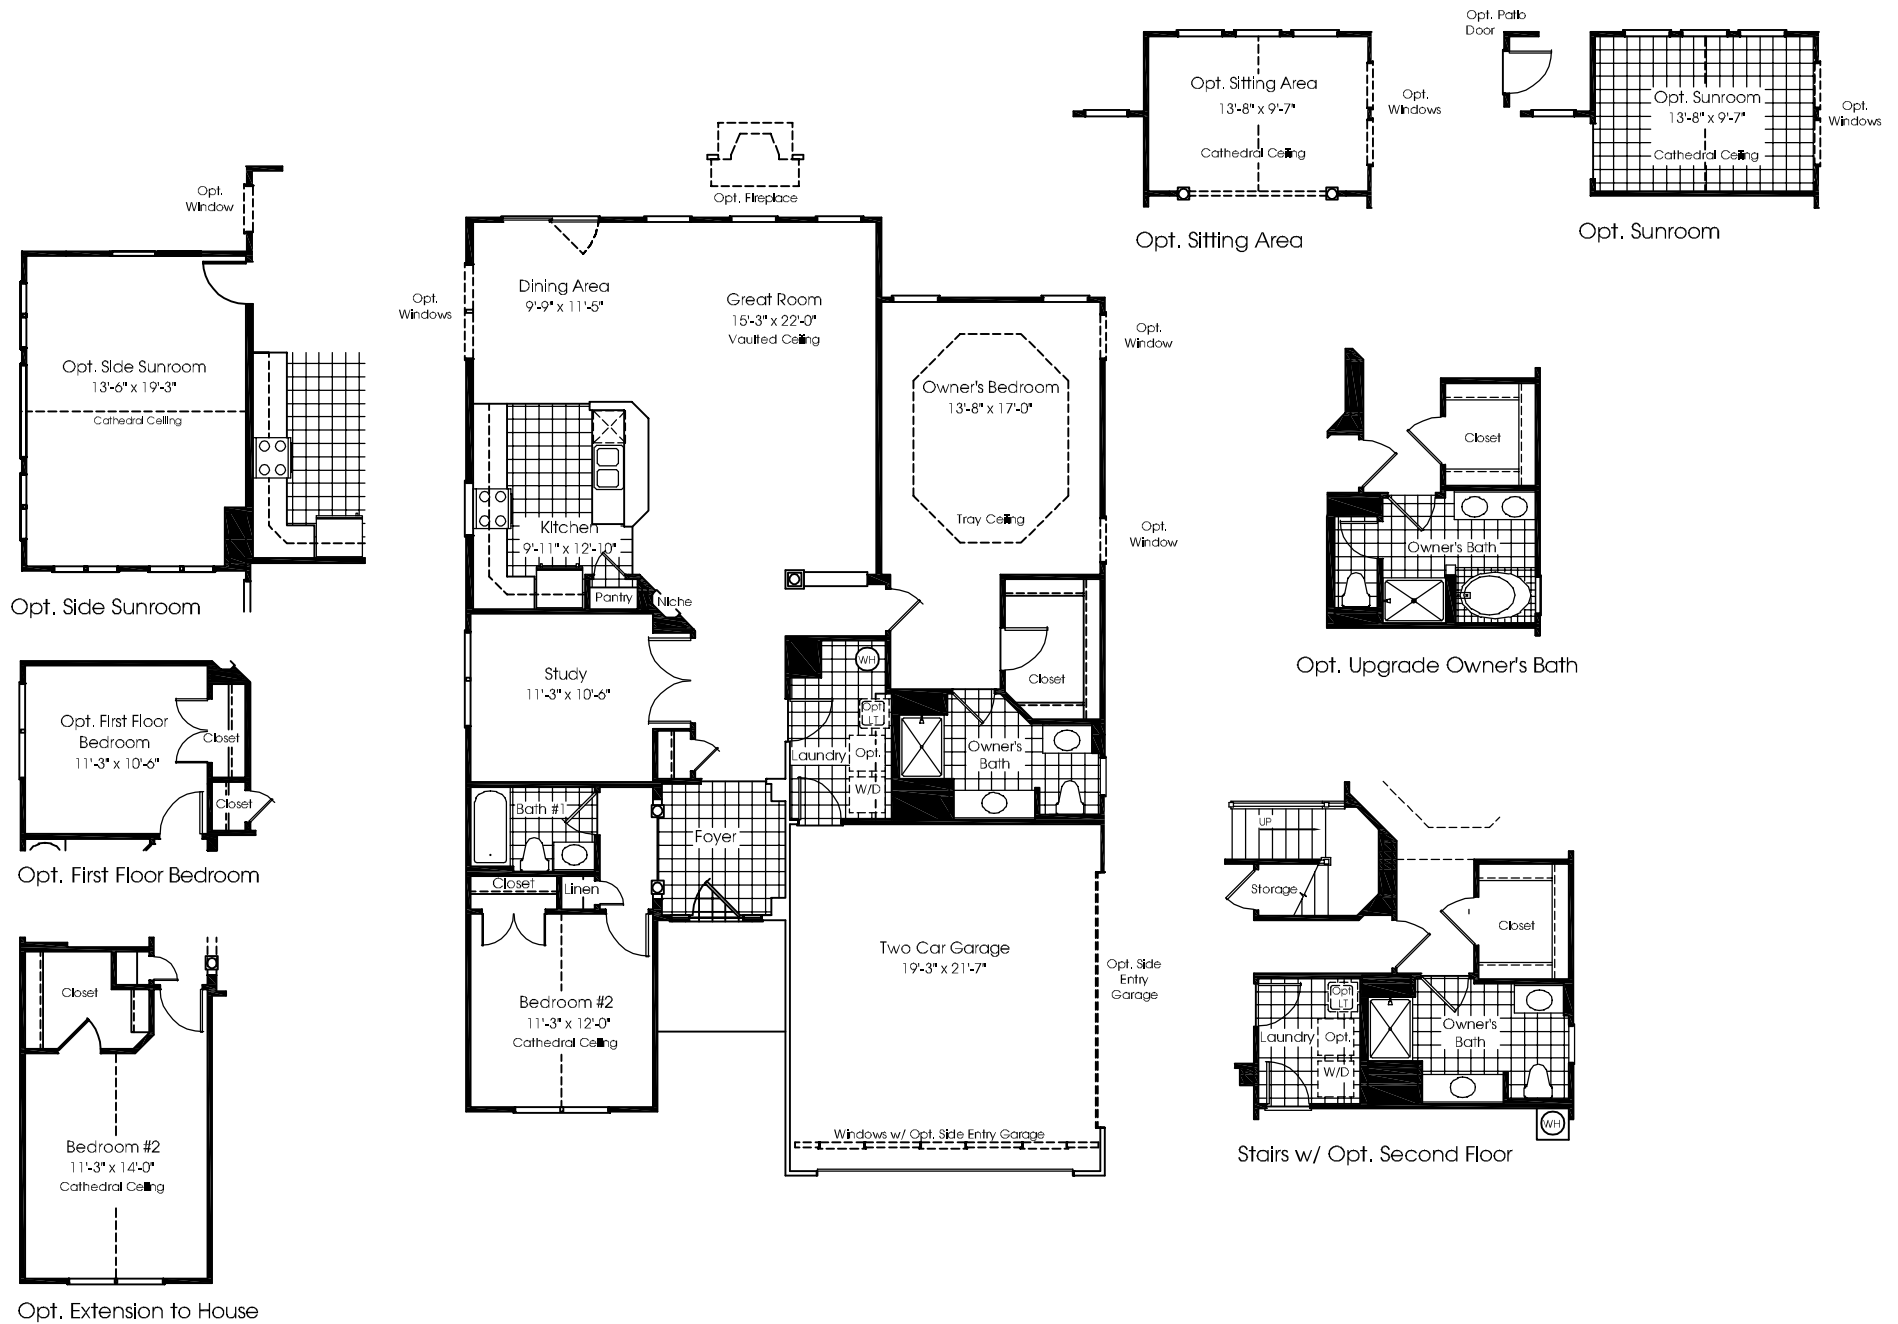 Opt. Patio
Door
Opt. Sitting Area
13'-8" x 9'-7"
Cathedral Ceiling
Opt.
Windows
Opt. Sitting Area
Opt. Sunroom
13'-8" x 9'-7"
Cathedral Ceiling
Opt.
Windows
Opt. Sunroom
Opt. Fireplace
Opt.
Window
Opt. Side Sunroom
13'-6" x 19'-3"
Cathedral Ceiling
Opt. Side Sunroom
Opt.
Windows
Dining Area
9'-9" x 11'-5"
Great Room
15'-3" x 22'-0"
Vaulted Ceiling
Opt.
Window
Owner's Bedroom
13'-8" x 17'-0"
Tray Ceiling
Opt.
Window
Kitchen
9'-11" x 12'-10"
Pantry
Niche
Closet
Owner's Bath
Opt. Upgrade Owner's Bath
Study
11'-3" x 10'-6"
WH
Closet
Opt
LT
Laundry
Opt.
W/D
Owner's
Bath
Opt. First Floor
Bedroom
11'-3" x 10'-6"
Closet
Closet
Opt. First Floor Bedroom
Bath #1
Foyer
Closet
Linen
Two Car Garage
19'-3" x 21'-7"
Opt. Side
Entry
Garage
Bedroom #2
11'-3" x 12'-0"
Cathedral Ceiling
Windows w/ Opt. Side Entry Garage
UP
Storage
Closet
Opt
LT
Laundry
Opt.
W/D
Owner's
Bath
WH
Stairs w/ Opt. Second Floor
Closet
Bedroom #2
11'-3" x 14'-0"
Cathedral Ceiling
Opt. Extension to House